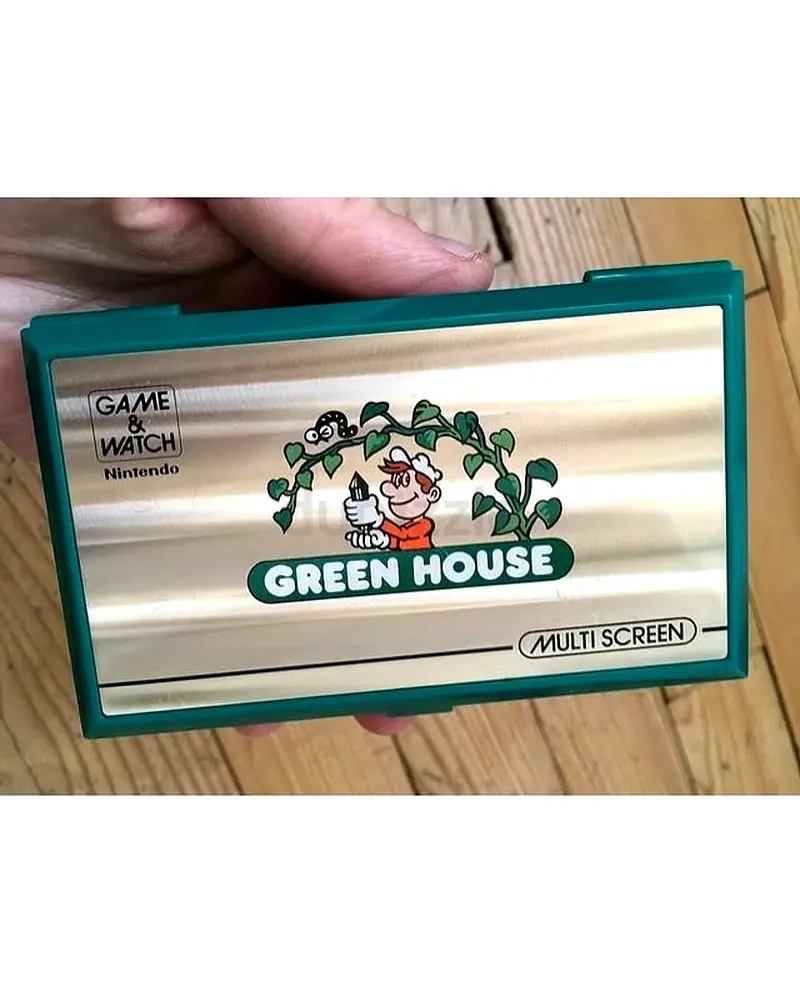 GAME
&
WATCH
Nintendo
GREEN HOUSE
MULTI SCREEN